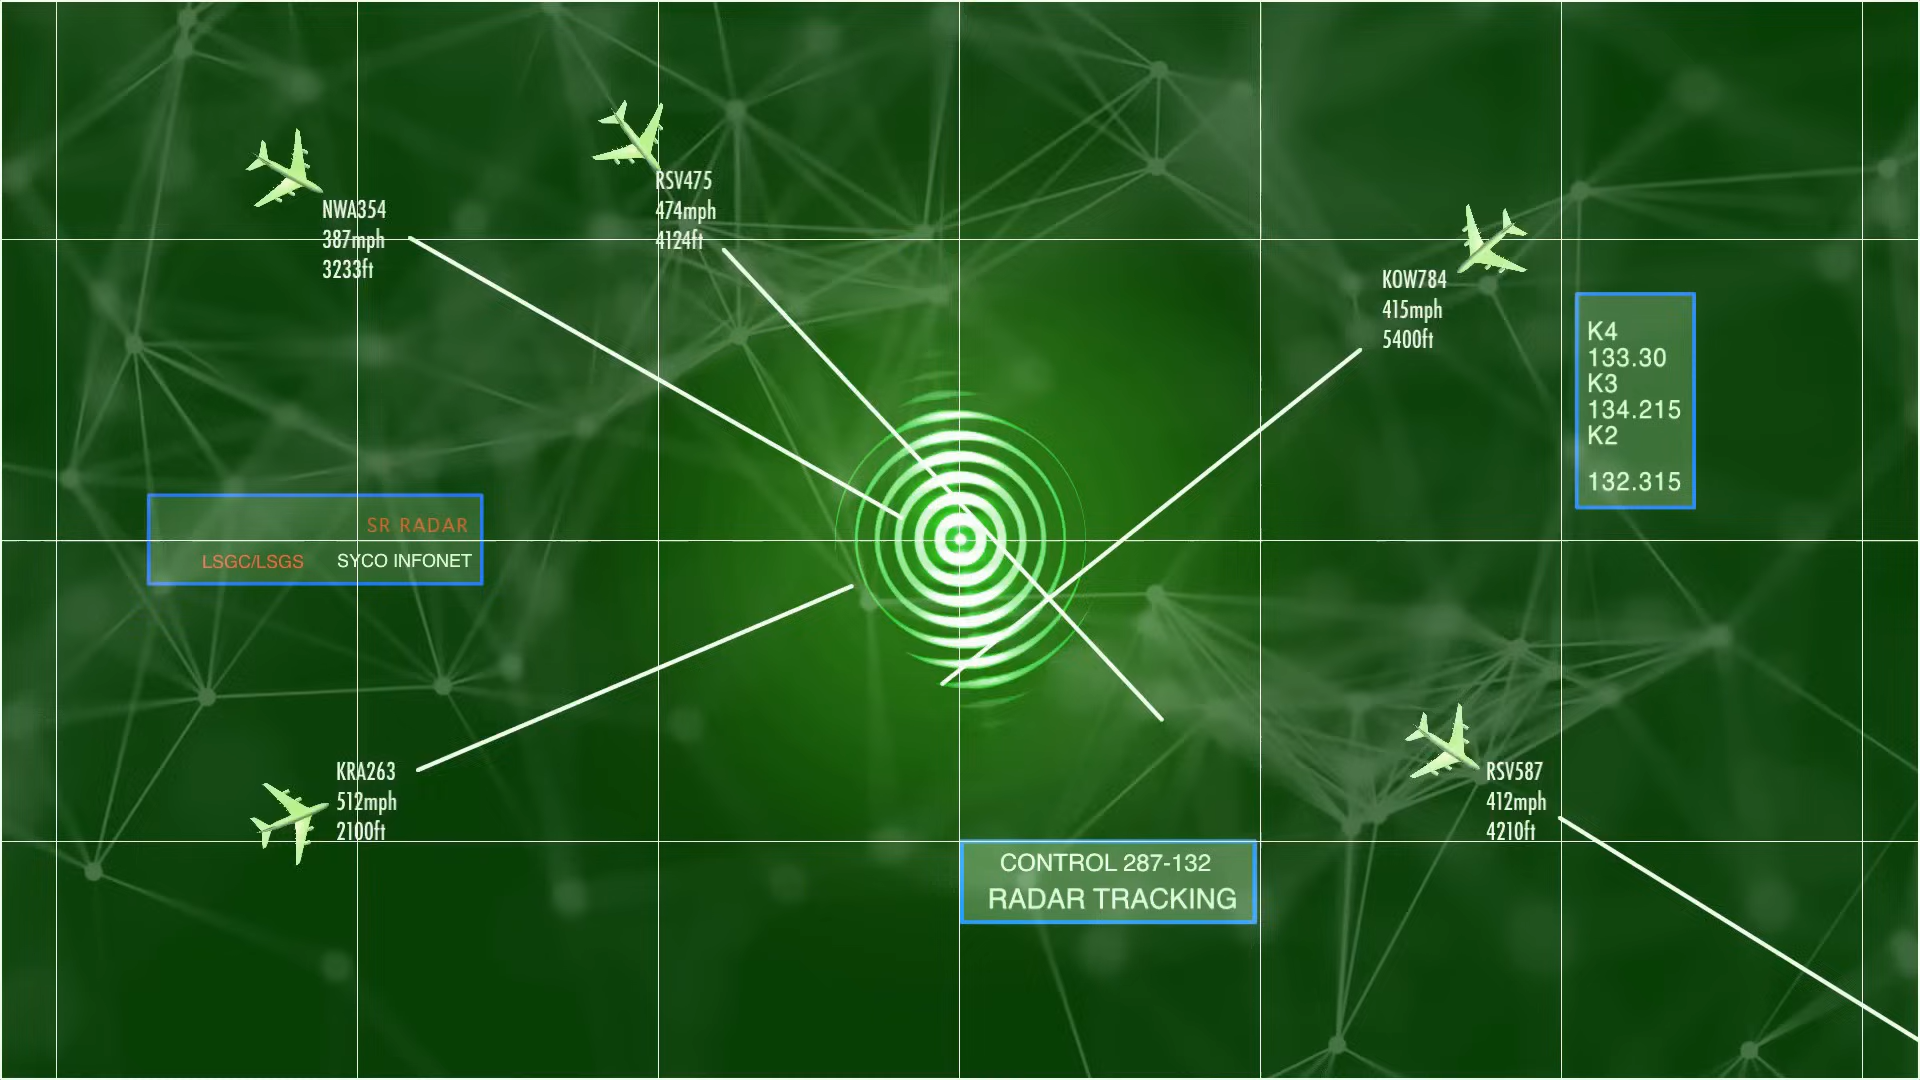 RSV475
474mph
4124ft
NWA354
387mph
3233ft
KOW784
415mph
5400ft
K4
133.30
K3
134.215
K2
132.315
SR RADAR
LSGC/LSGS SYCO INFONET
KRA263
512mph
2100ft
RSV587
412mph
4210ft
CONTROL 287-132
RADAR TRACKING